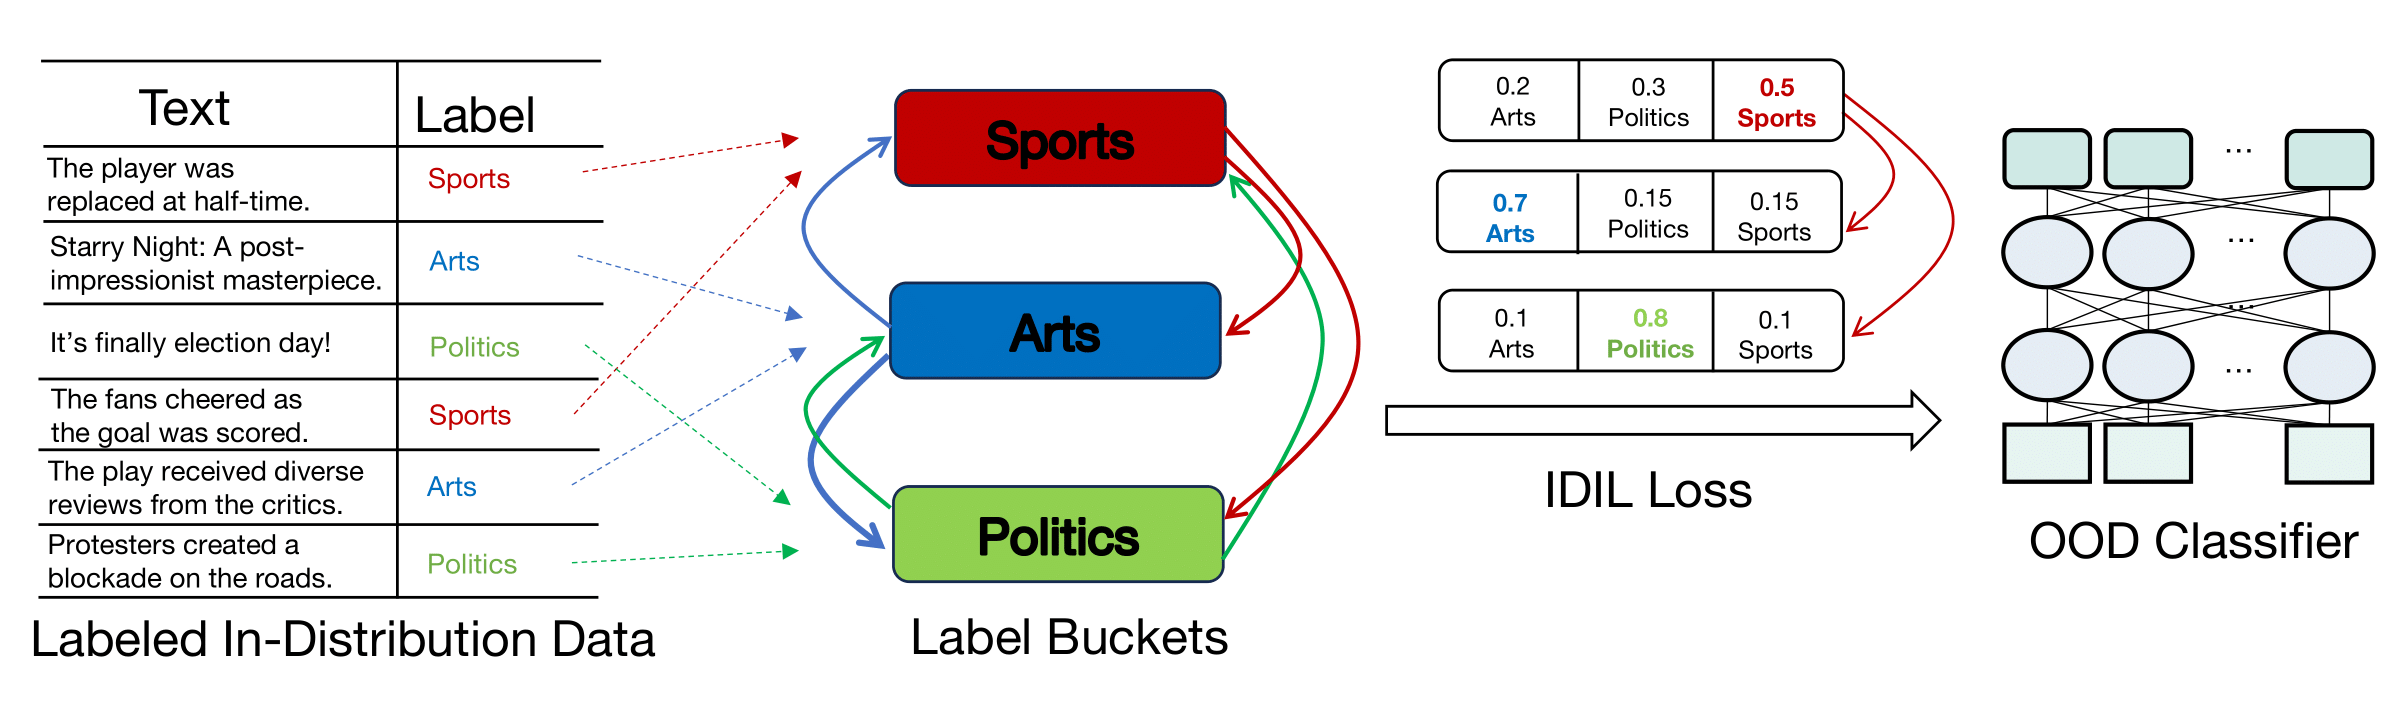 Text
Label
The player was
replaced at half-time.
Sports
Starry Night: A post-
impressionist masterpiece.
Arts
It’s finally election day!
Politics
The fans cheered as
the goal was scored.
Sports
The play received diverse
reviews from the critics.
Arts
Protesters created a
blockade on the roads.
Politics
Labeled In-Distribution Data
Sports
Arts
Politics
Label Buckets
0.2
Arts
0.3
Politics
0.5
Sports
0.7
Arts
0.15
Politics
0.15
Sports
0.1
Arts
0.8
Politics
0.1
Sports
IDIL Loss
...
...
...
...
OOD Classifier